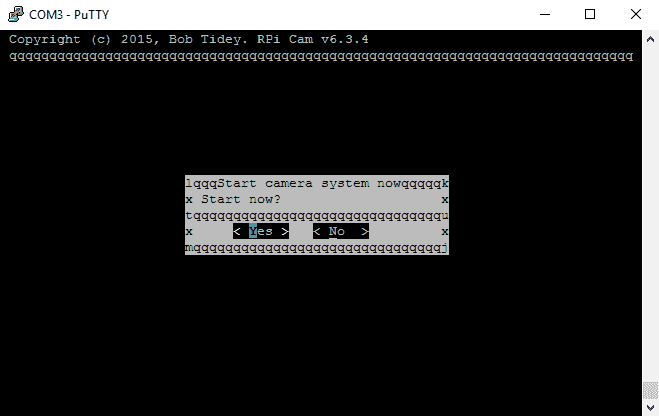 COM3 - PuTTY
Copyright (c) 2015, Bob Tidey. RPi Cam v6.3.4
qqqqqqqqqqqqqqqqqqqqqqqqqqqqqqqqqqqqqqqqqqqqqqqqqqqqqqqqqqqqqqqqqqqqqqqqqqqqqq
lqqqStart camera system nowqqqqqk
x Start now? x
tqqqqqqqqqqqqqqqqqqqqqqqqqqqqqqqu
x < Yes > < No > x
mqqqqqqqqqqqqqqqqqqqqqqqqqqqqqqqj